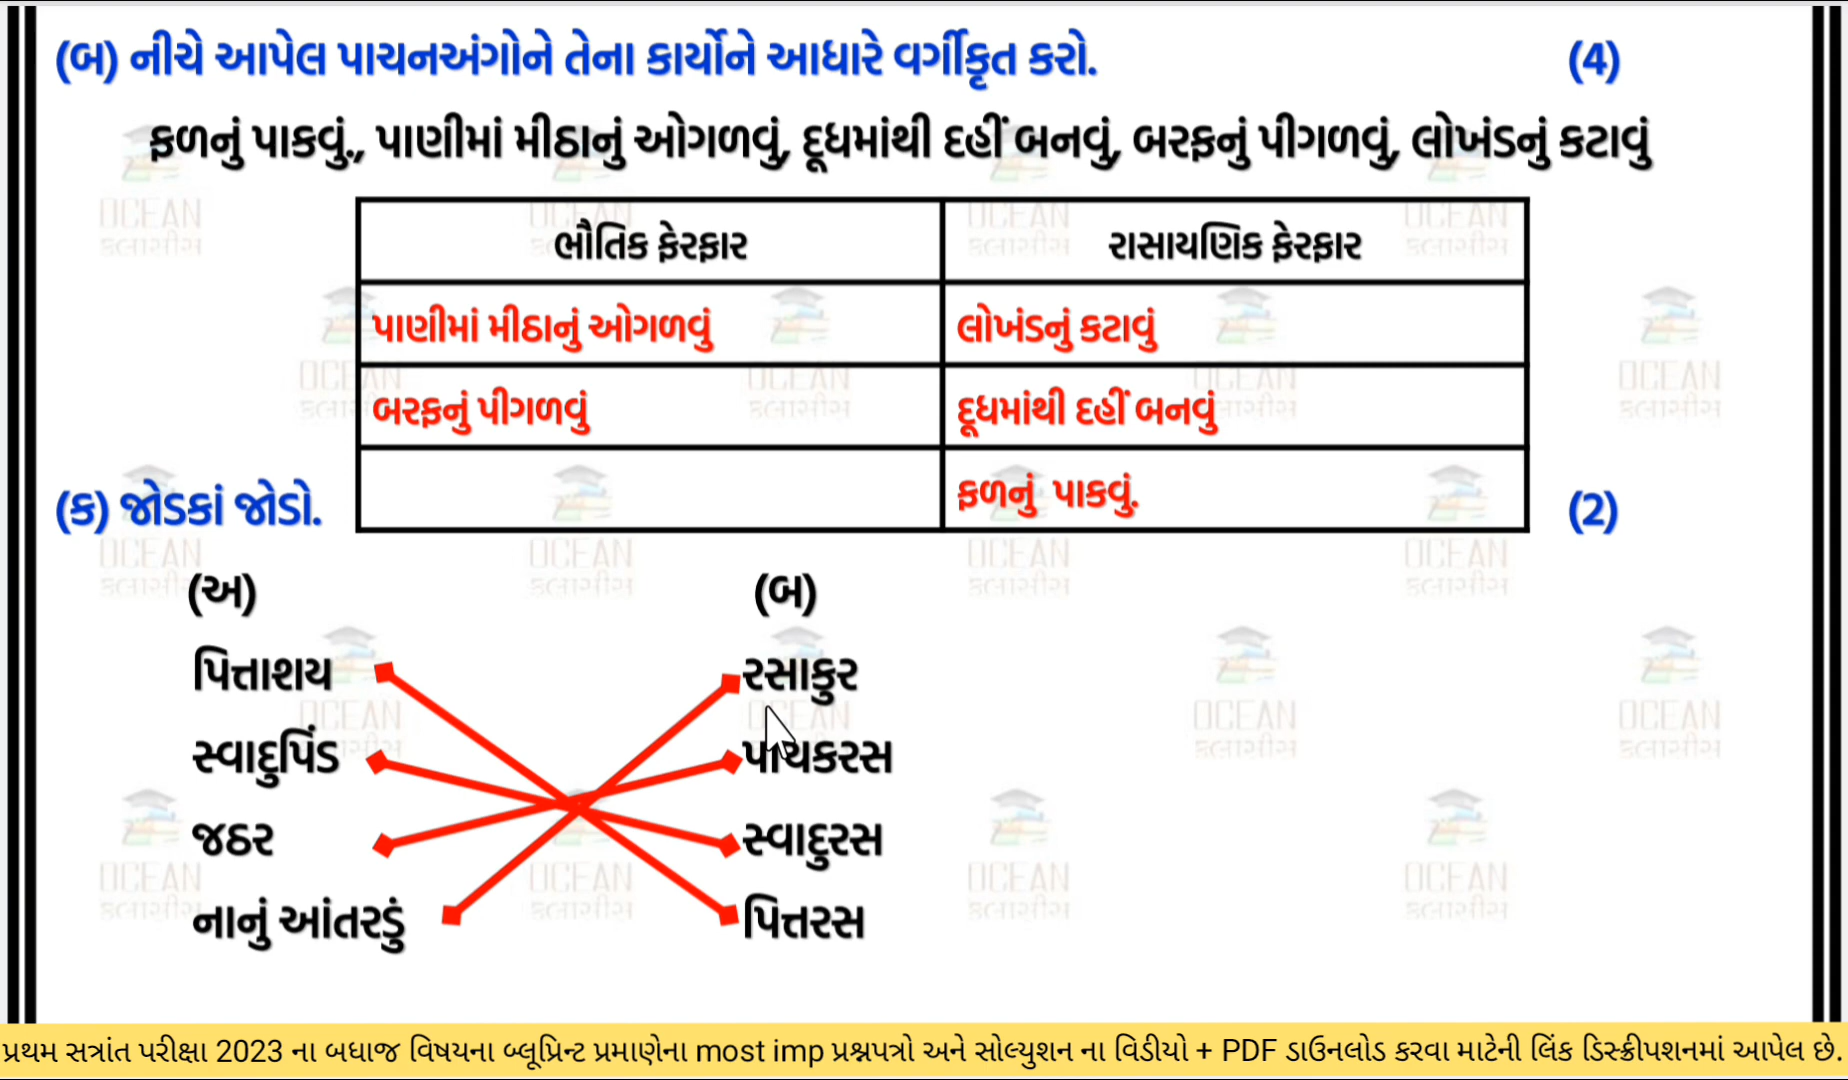 (બ) નીચે આપેલ પાચનઅંગોને તેના કાર્યોને આધારે વર્ગીકૃત કરો. (4)
ફળનું પાકવું., પાણીમાં મીઠાનું ઓગળવું, દૂધમાંથી દહીં બનવું, બરફનું પીગળવું, લોખંડનું કટાવું
ભૌતિક ફેરફાર રાસાયણિક ફેરફાર
પાણીમાં મીઠાનું ઓગળવું લોખંડનું કટાવું
બરફનું પીગળવું દૂધમાંથી દહીં બનવું
ફળનું પાકવું.
(ક) જોડકાં જોડો. (2)
(અ) (બ)
પિત્તાશય રસાકુર
સ્વાદુપિંડ પાચકરસ
જઠર સ્વાદુરસ
નાનું આંતરડું પિત્તરસ
પ્રથમ સત્રાંત પરીક્ષા 2023 ના બધાજ વિષયના બ્લૂપ્રિન્ટ પ્રમાણેના most imp પ્રશ્નપત્રો અને સોલ્યુશન ના વિડીયો + PDF ડાઉનલોડ કરવા માટેની લિંક ડિસ્ક્રીપશનમાં આપેલ છે.
OCEAN
કલાસીસ